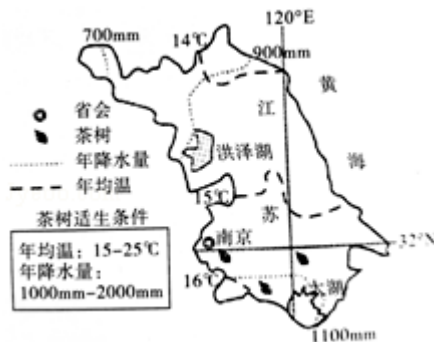 120°E
700mm
14℃
900mm
黄
海
省会
茶树
年降水量
年均温
江
苏
洪泽湖
15℃
茶树适生条件
年均温：15-25℃
年降水量：
1000mm-2000mm
南京
32°N
16℃
太湖
1100mm